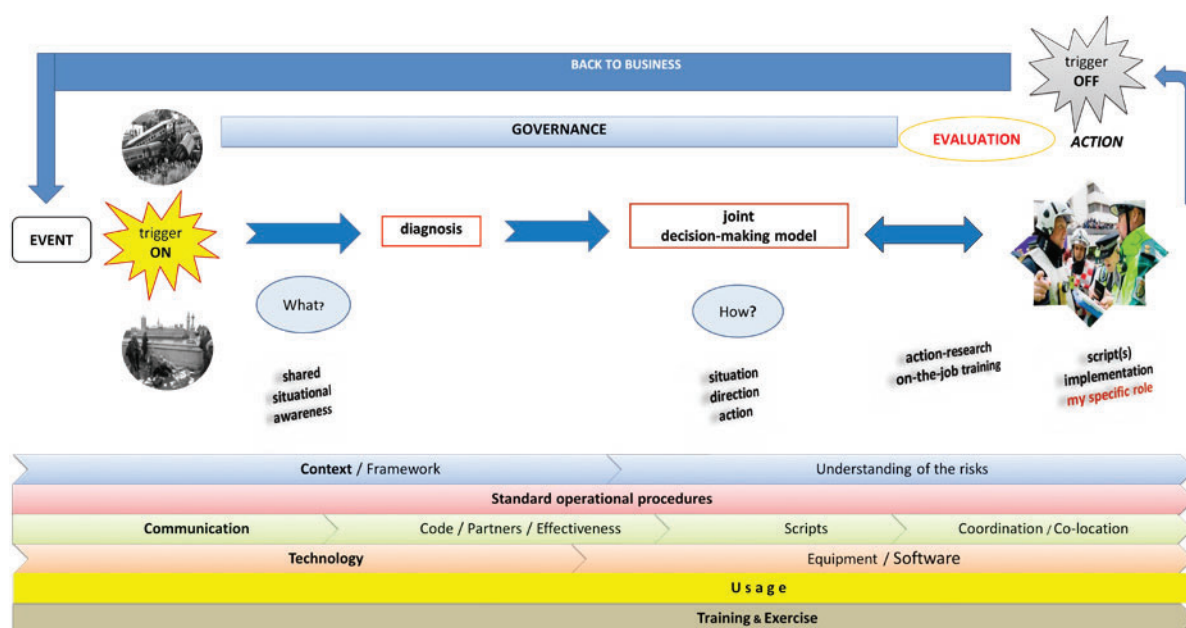 BACK TO BUSINESS
trigger
OFF
GOVERNANCE
EVALUATION
ACTION
EVENT
trigger
ON
diagnosis
joint
decision-making model
What?
How?
shared
situational
awareness
situation
direction
action
action-research
on-the-job training
script(s)
implementation
my specific role
Context / Framework
Understanding of the risks
Standard operational procedures
Communication
Code / Partners / Effectiveness
Scripts
Coordination / Co-location
Technology
Equipment / Software
Usage
Training & Exercise